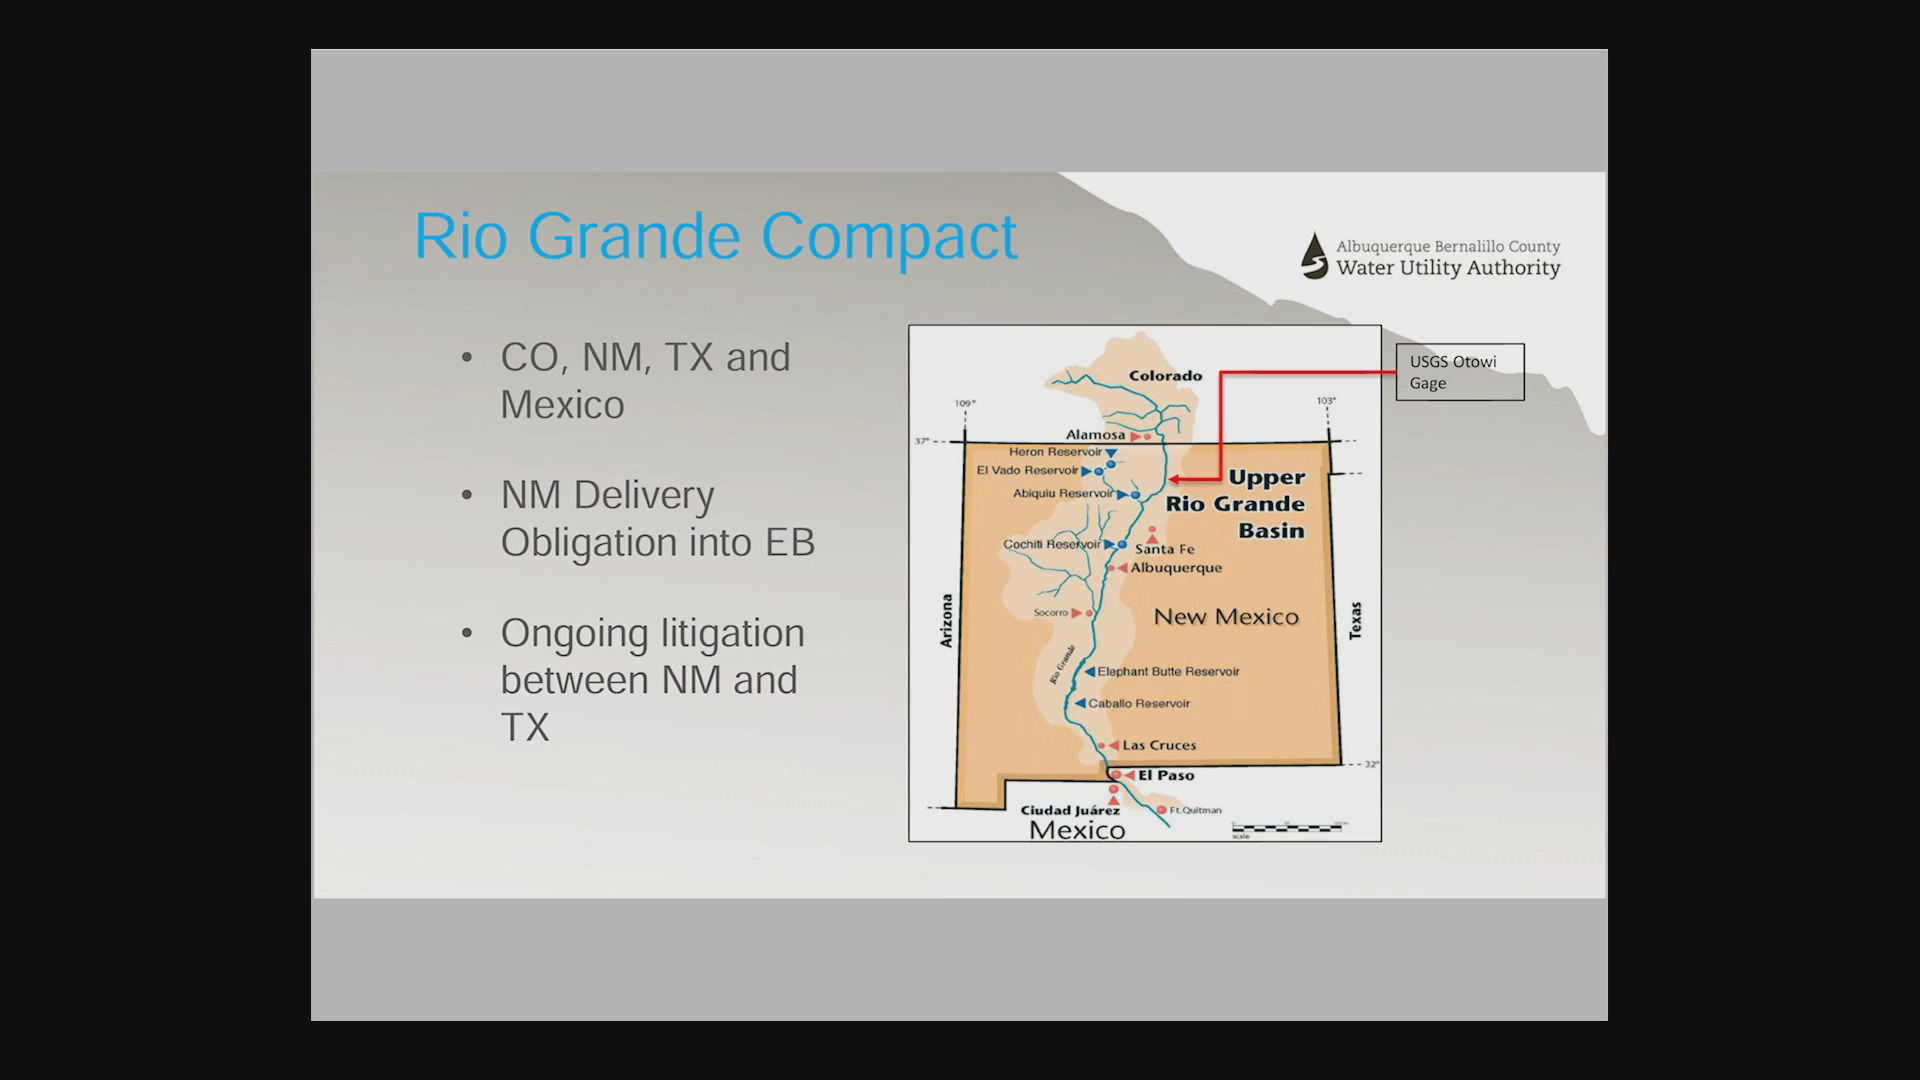 Rio Grande Compact
Albuquerque Bernalillo County
Water Utility Authority
• CO, NM, TX and
Mexico
• NM Delivery
Obligation into EB
• Ongoing litigation
between NM and
TX
USGS Otowi
Gage
Colorado
109°
103°
37°
Alamosa
Heron Reservoir
El Vado Reservoir
Abiquiu Reservoir
Upper
Rio Grande
Basin
Cochiti Reservoir
Santa Fe
Albuquerque
Socorro
New Mexico
Arizona
Texas
Rio Grande
Elephant Butte Reservoir
Caballo Reservoir
Las Cruces
32°
El Paso
Ciudad Juárez
Ft. Quitman
Mexico
scale